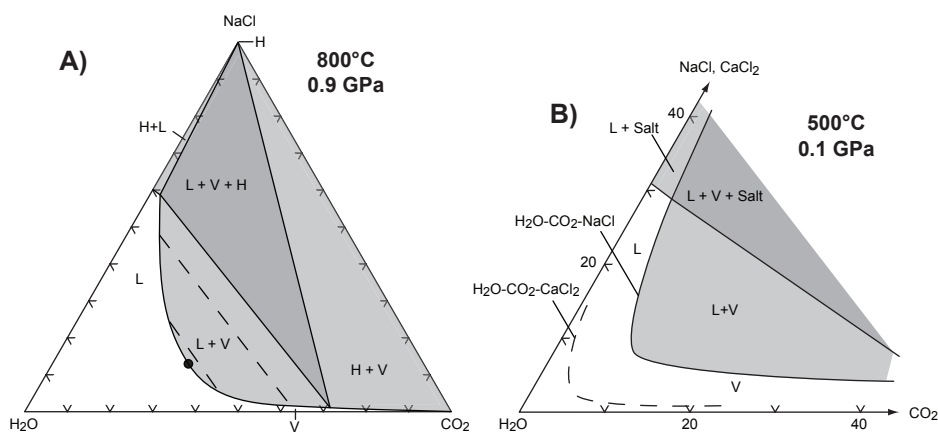 A)
NaCl
H
800°C
0.9 GPa
H+L
L + V + H
L
L + V
H + V
H₂O
V
CO₂
B)
NaCl, CaCl₂
500°C
0.1 GPa
40
L + Salt
L + V + Salt
H₂O-CO₂-NaCl
L
20
H₂O-CO₂-CaCl₂
L+V
V
H₂O
20
40
CO₂